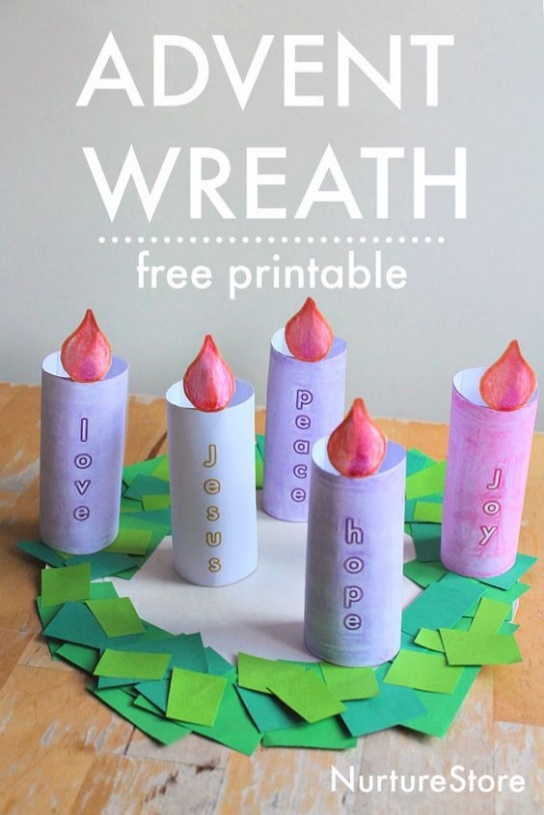 ADVENT
WREATH
free printable
love
Jesus
Peace
hope
Joy
NurtureStore